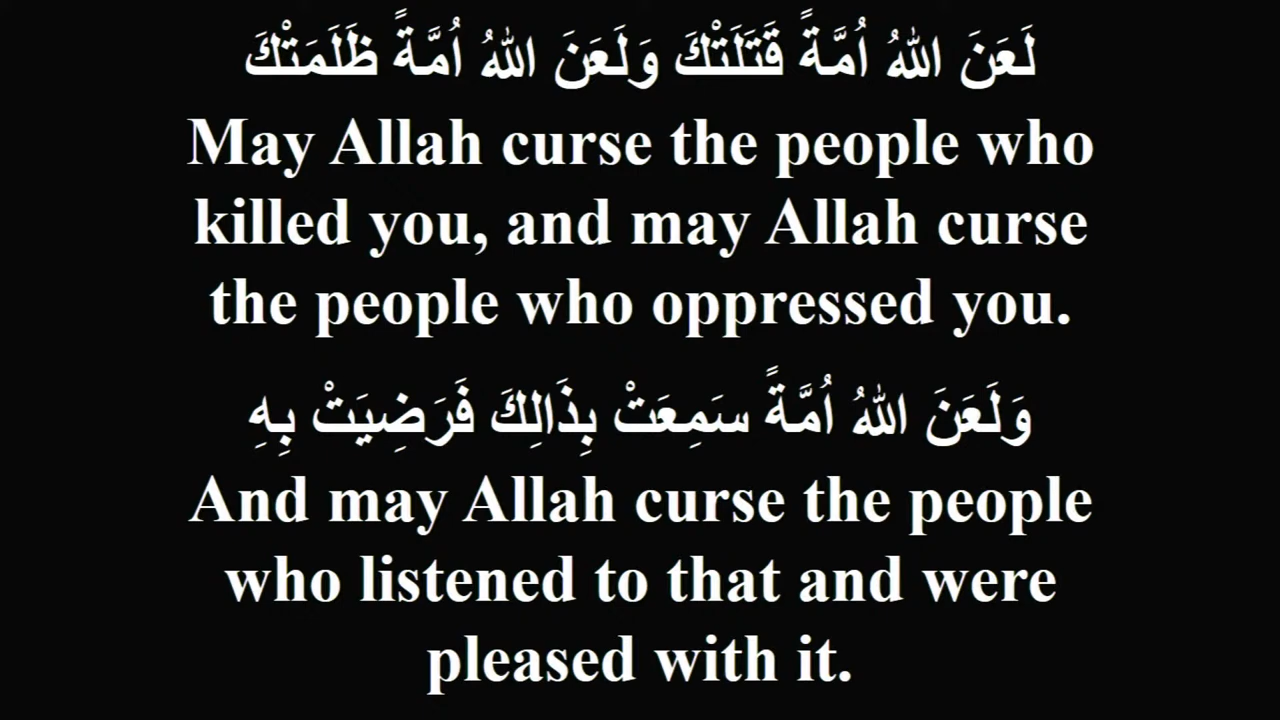 لَعَنَ اللهُ اُمَّةً قَتَلَتْكَ وَلَعَنَ اللهُ اُمَّةً ظَلَمَتْكَ
May Allah curse the people who
killed you, and may Allah curse
the people who oppressed you.
وَلَعَنَ اللهُ اُمَّةً سَمِعَتْ بِذَالِكَ فَرَضِيَتْ بِهِ
And may Allah curse the people
who listened to that and were
pleased with it.